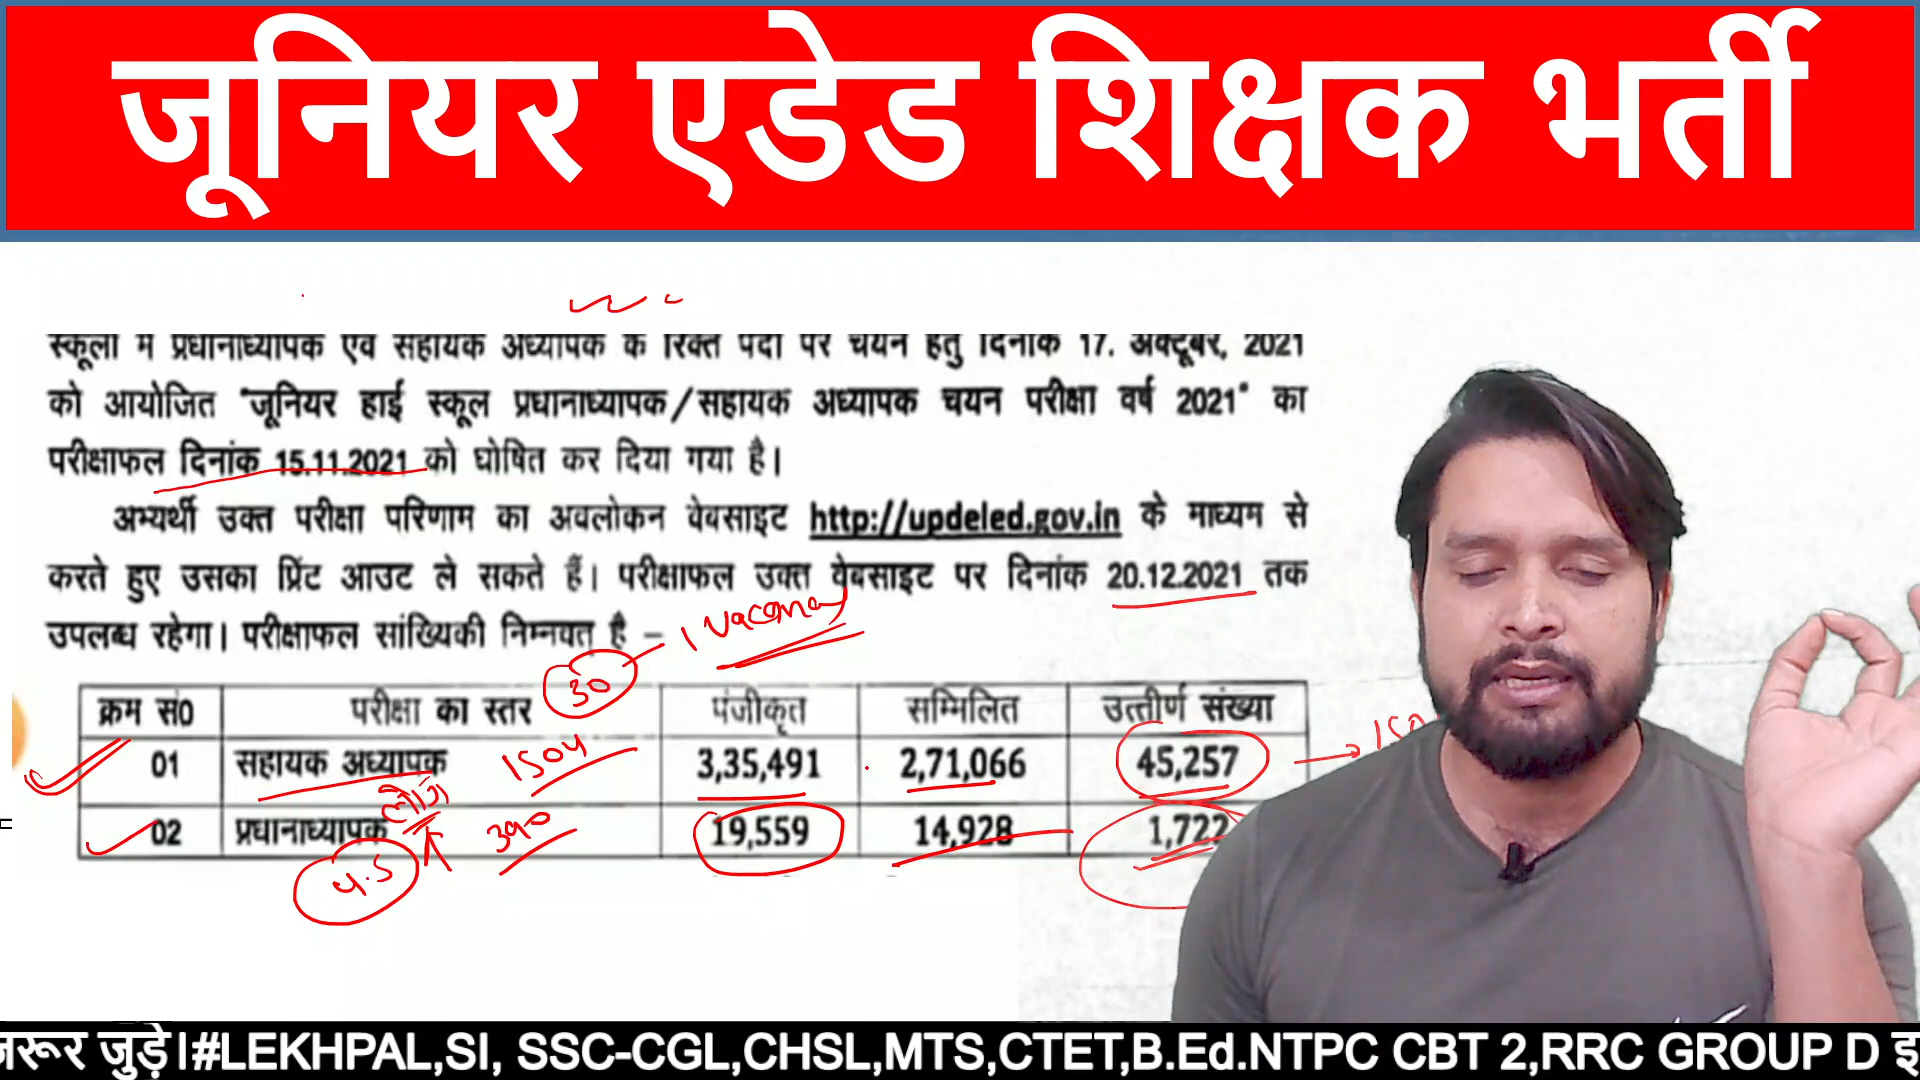 जूनियर एडेड शिक्षक भर्ती
स्कूलों में प्रधानाध्यापक एवं सहायक अध्यापक के रिक्त पदों पर चयन हेतु दिनांक 17. अक्टूबर, 2021
को आयोजित "जूनियर हाई स्कूल प्रधानाध्यापक/सहायक अध्यापक चयन परीक्षा वर्ष 2021" का
परीक्षाफल दिनांक 15.11.2021 को घोषित कर दिया गया है।
अभ्यर्थी उक्त परीक्षा परिणाम का अवलोकन वेबसाइट http://updeled.gov.in के माध्यम से
करते हुए उसका प्रिंट आउट ले सकते हैं। परीक्षाफल उक्त वेबसाइट पर दिनांक 20.12.2021 तक
उपलब्ध रहेगा। परीक्षाफल सांख्यिकी निम्नवत है –
30 1 vacancy
क्रम सं0 परीक्षा का स्तर पंजीकृत सम्मिलित उत्तीर्ण संख्या
01 सहायक अध्यापक 1504 3,35,491 2,71,066 45,257
लोग
02 प्रधानाध्यापक 390 19,559 14,928 1,722
4.5
जरूर जुड़े।#LEKHPAL,SI, SSC-CGL,CHSL,MTS,CTET,B.Ed.NTPC CBT 2,RRC GROUP D